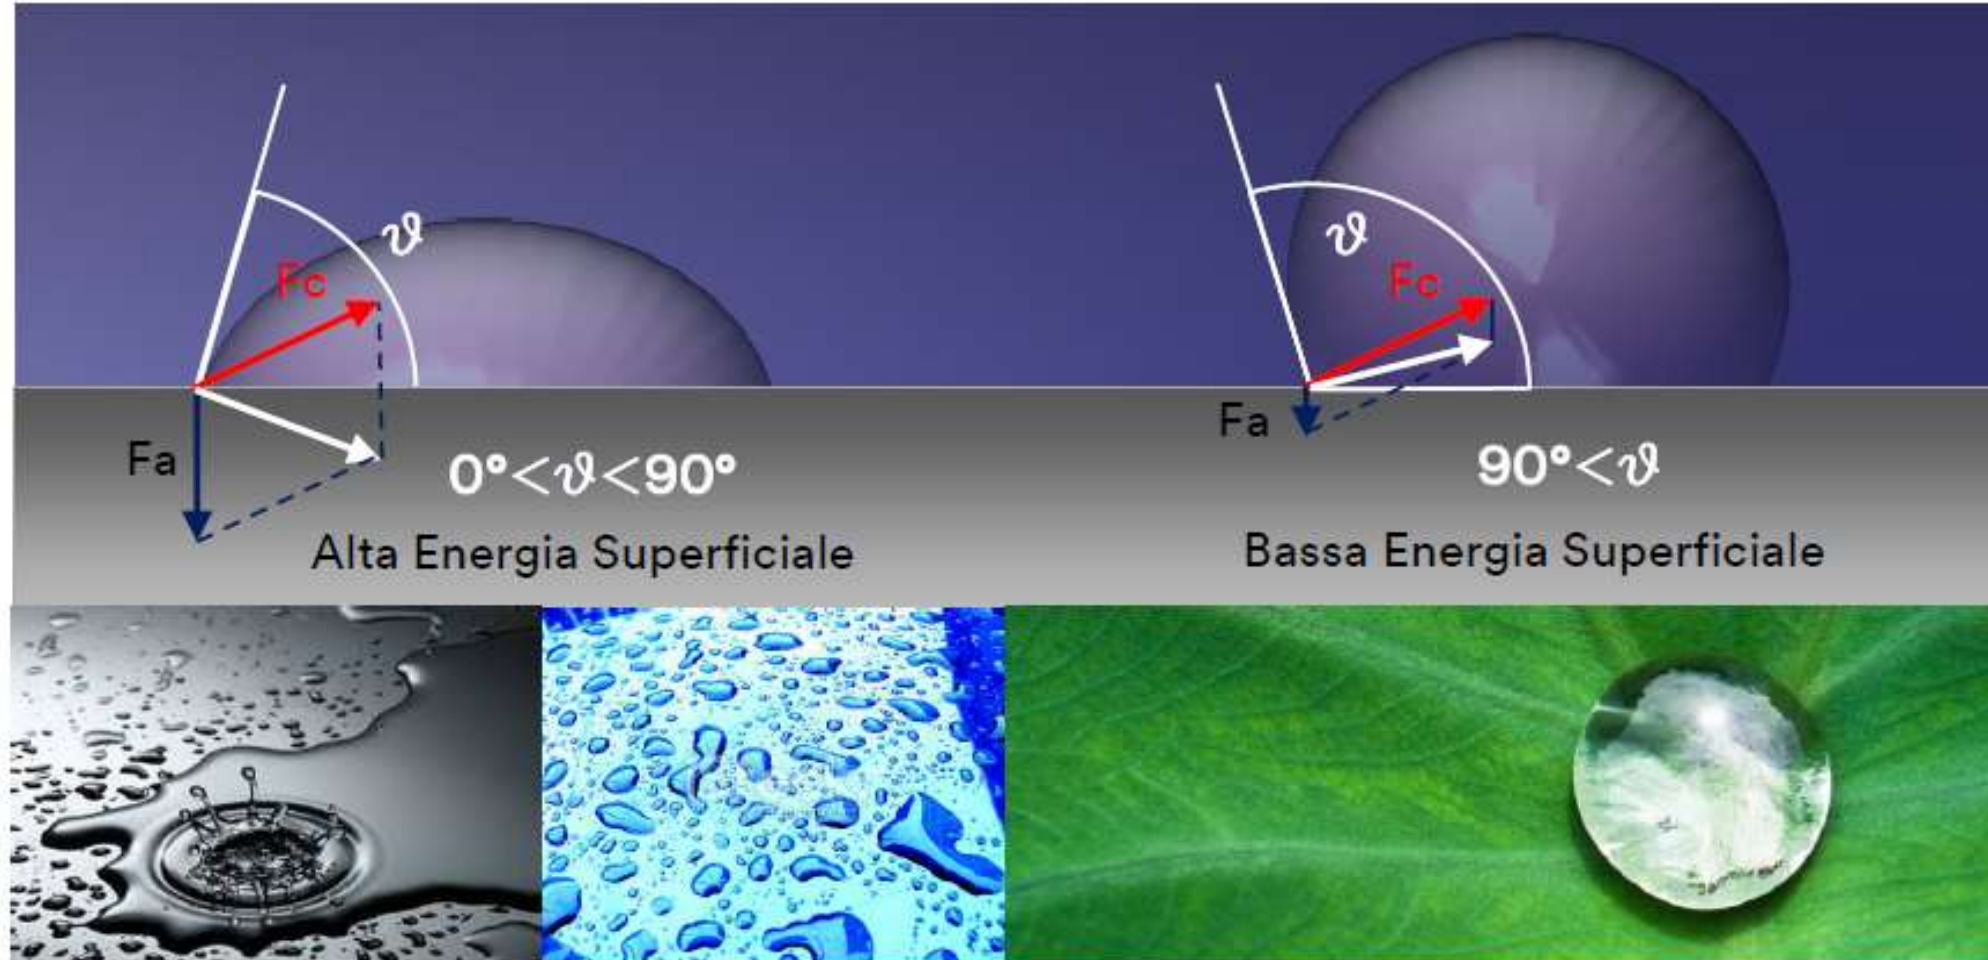 ϑ
Fc
Fa
0°<ϑ<90°
Alta Energia Superficiale
ϑ
Fc
Fa
90°<ϑ
Bassa Energia Superficiale